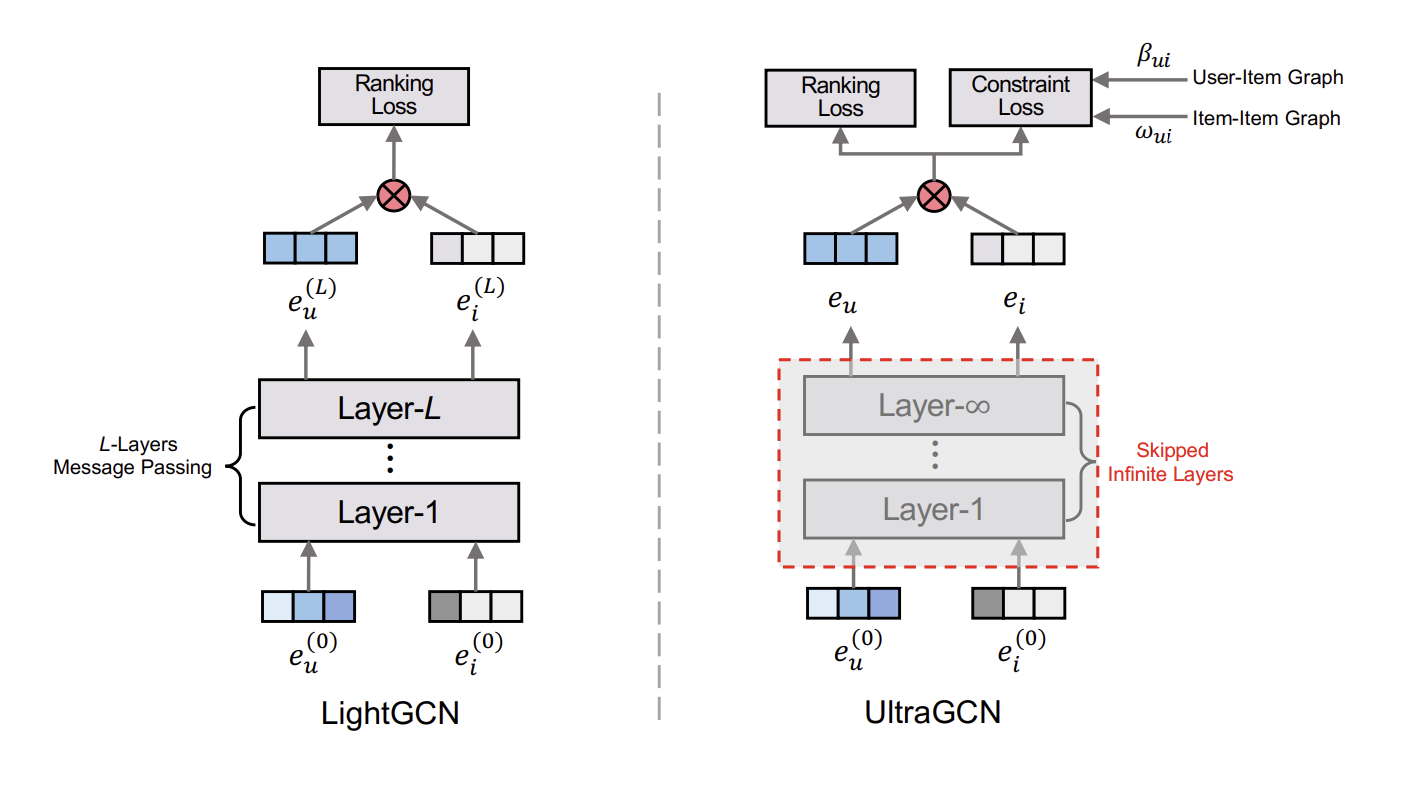 Ranking
Loss
e_u^{(L)}
e_i^{(L)}
Layer-L
⋮
L-Layers
Message Passing
Layer-1
e_u^{(0)}
e_i^{(0)}
LightGCN
Ranking
Loss
Constraint
Loss
β_{ui}
User-Item Graph
Item-Item Graph
ω_{ui}
e_u
e_i
Layer-∞
⋮
Skipped
Infinite Layers
Layer-1
e_u^{(0)}
e_i^{(0)}
UltraGCN